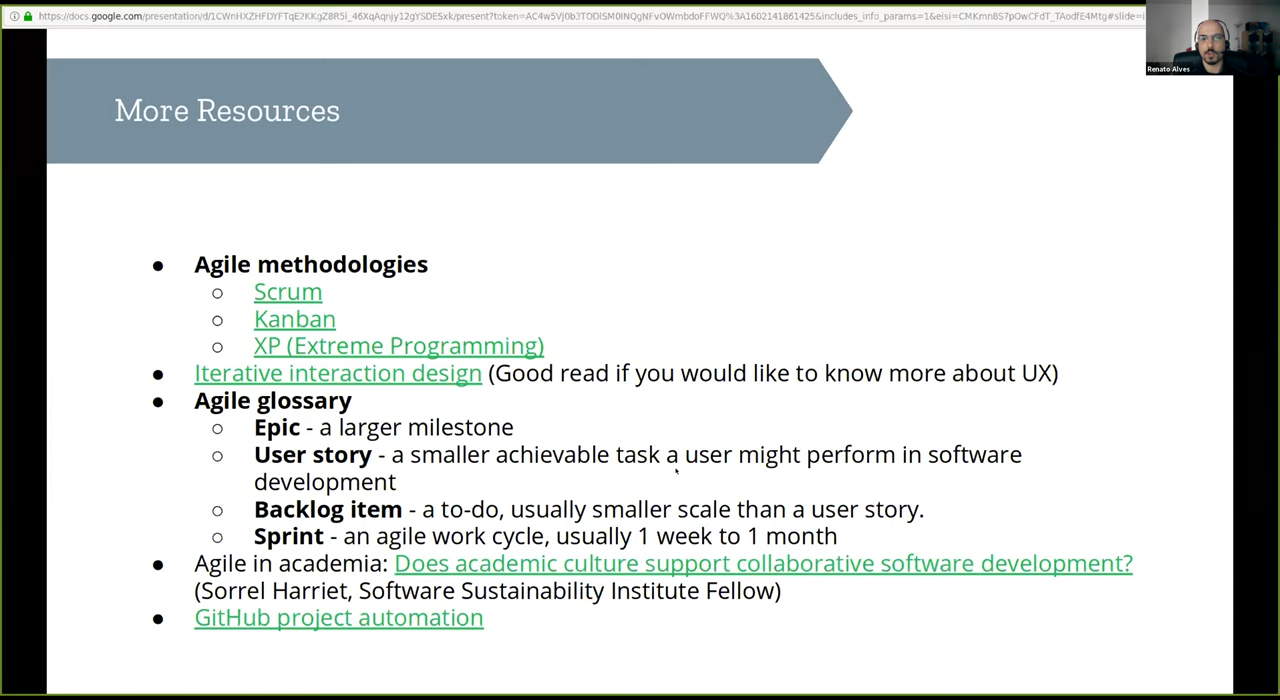 More Resources
Renato Alves
● Agile methodologies
○ Scrum
○ Kanban
○ XP (Extreme Programming)
● Iterative interaction design (Good read if you would like to know more about UX)
● Agile glossary
○ Epic - a larger milestone
○ User story - a smaller achievable task a user might perform in software
development
○ Backlog item - a to-do, usually smaller scale than a user story.
○ Sprint - an agile work cycle, usually 1 week to 1 month
● Agile in academia: Does academic culture support collaborative software development?
(Sorrel Harriet, Software Sustainability Institute Fellow)
● GitHub project automation